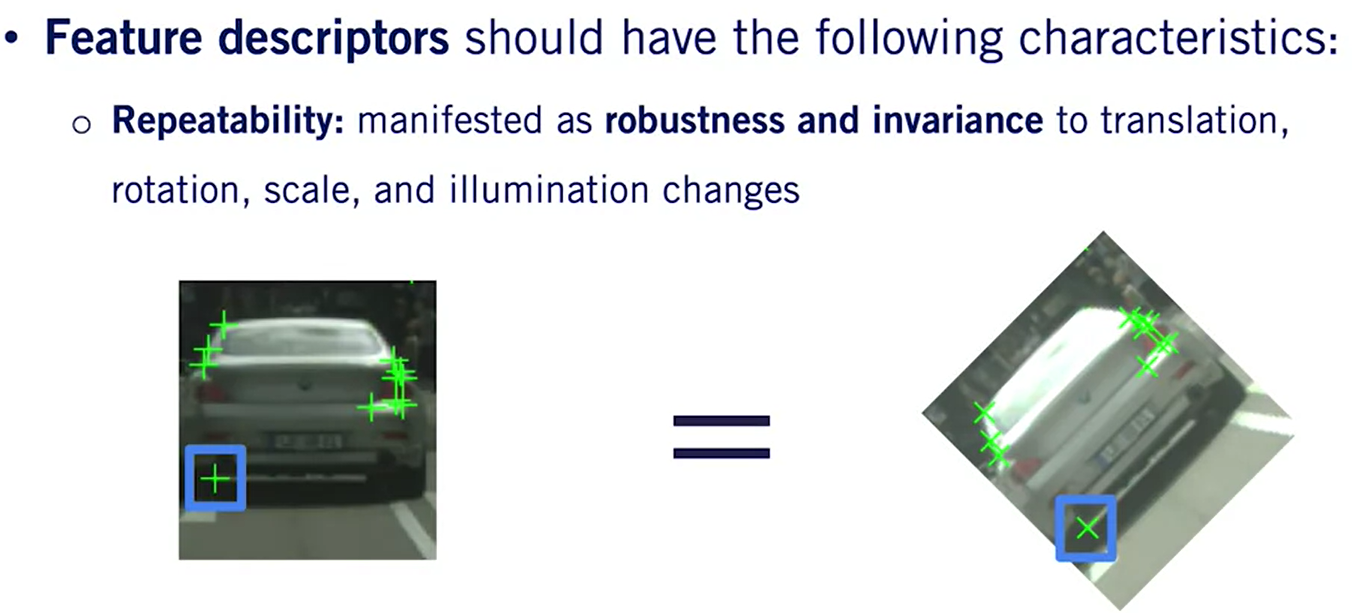 • Feature descriptors should have the following characteristics:
o Repeatability: manifested as robustness and invariance to translation,
rotation, scale, and illumination changes
=